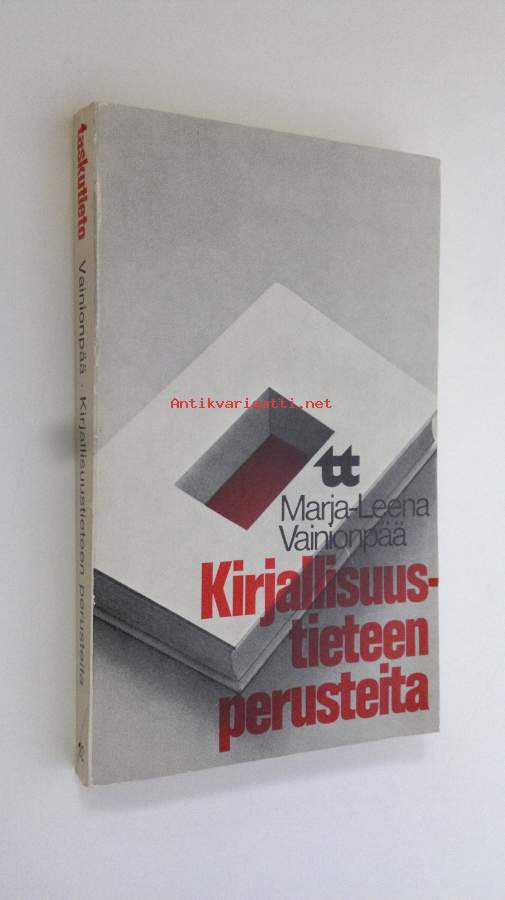 taskutieto Vainionpää · Kirjallisuustieteen perusteita
Antikvariaatti.net
tt
Marja-Leena
Vainionpää
Kirjallisuus-
tieteen
perusteita